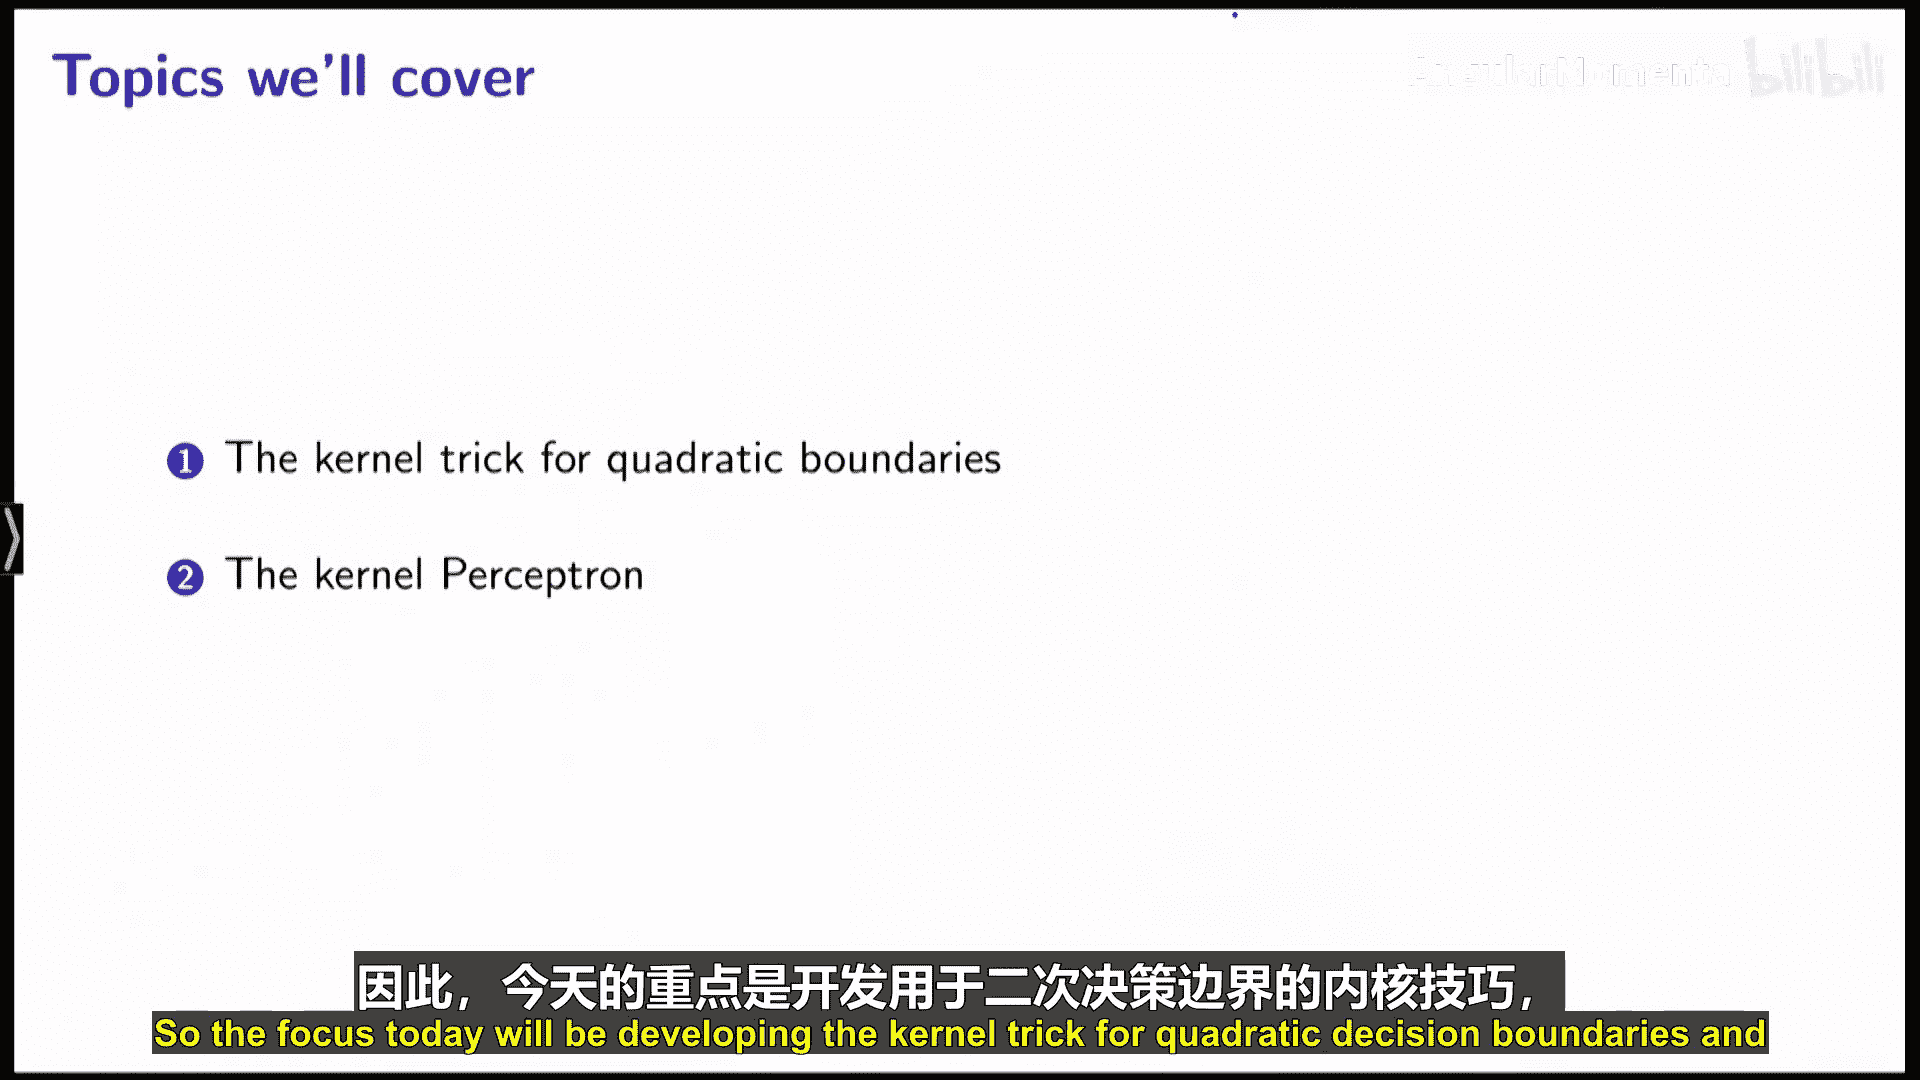 Topics we'll cover
AngularMomenta bilibili
1 The kernel trick for quadratic boundaries
2 The kernel Perceptron
因此，今天的重点是开发用于二次决策边界的内核技巧，
So the focus today will be developing the kernel trick for quadratic decision boundaries and